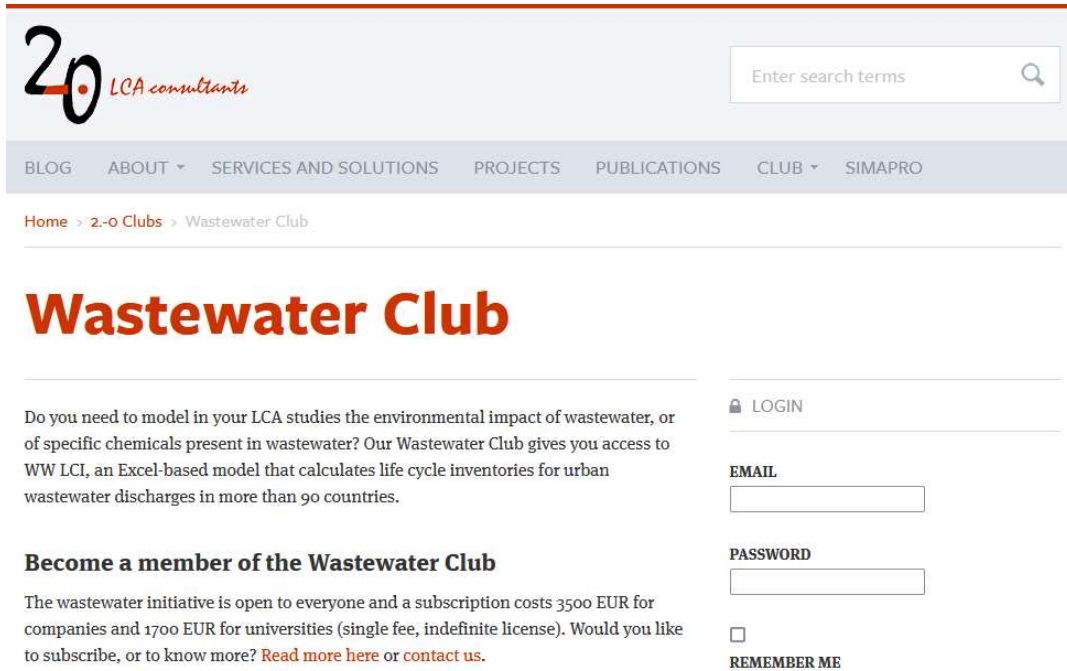 2.-0 LCA consultants
Enter search terms
BLOG ABOUT SERVICES AND SOLUTIONS PROJECTS PUBLICATIONS CLUB SIMAPRO
Home > 2.-0 Clubs > Wastewater Club
Wastewater Club
Do you need to model in your LCA studies the environmental impact of wastewater, or
of specific chemicals present in wastewater? Our Wastewater Club gives you access to
WW LCI, an Excel-based model that calculates life cycle inventories for urban
wastewater discharges in more than 90 countries.
Become a member of the Wastewater Club
The wastewater initiative is open to everyone and a subscription costs 3500 EUR for
companies and 1700 EUR for universities (single fee, indefinite license). Would you like
to subscribe, or to know more? Read more here or contact us.
LOGIN
EMAIL
PASSWORD
REMEMBER ME